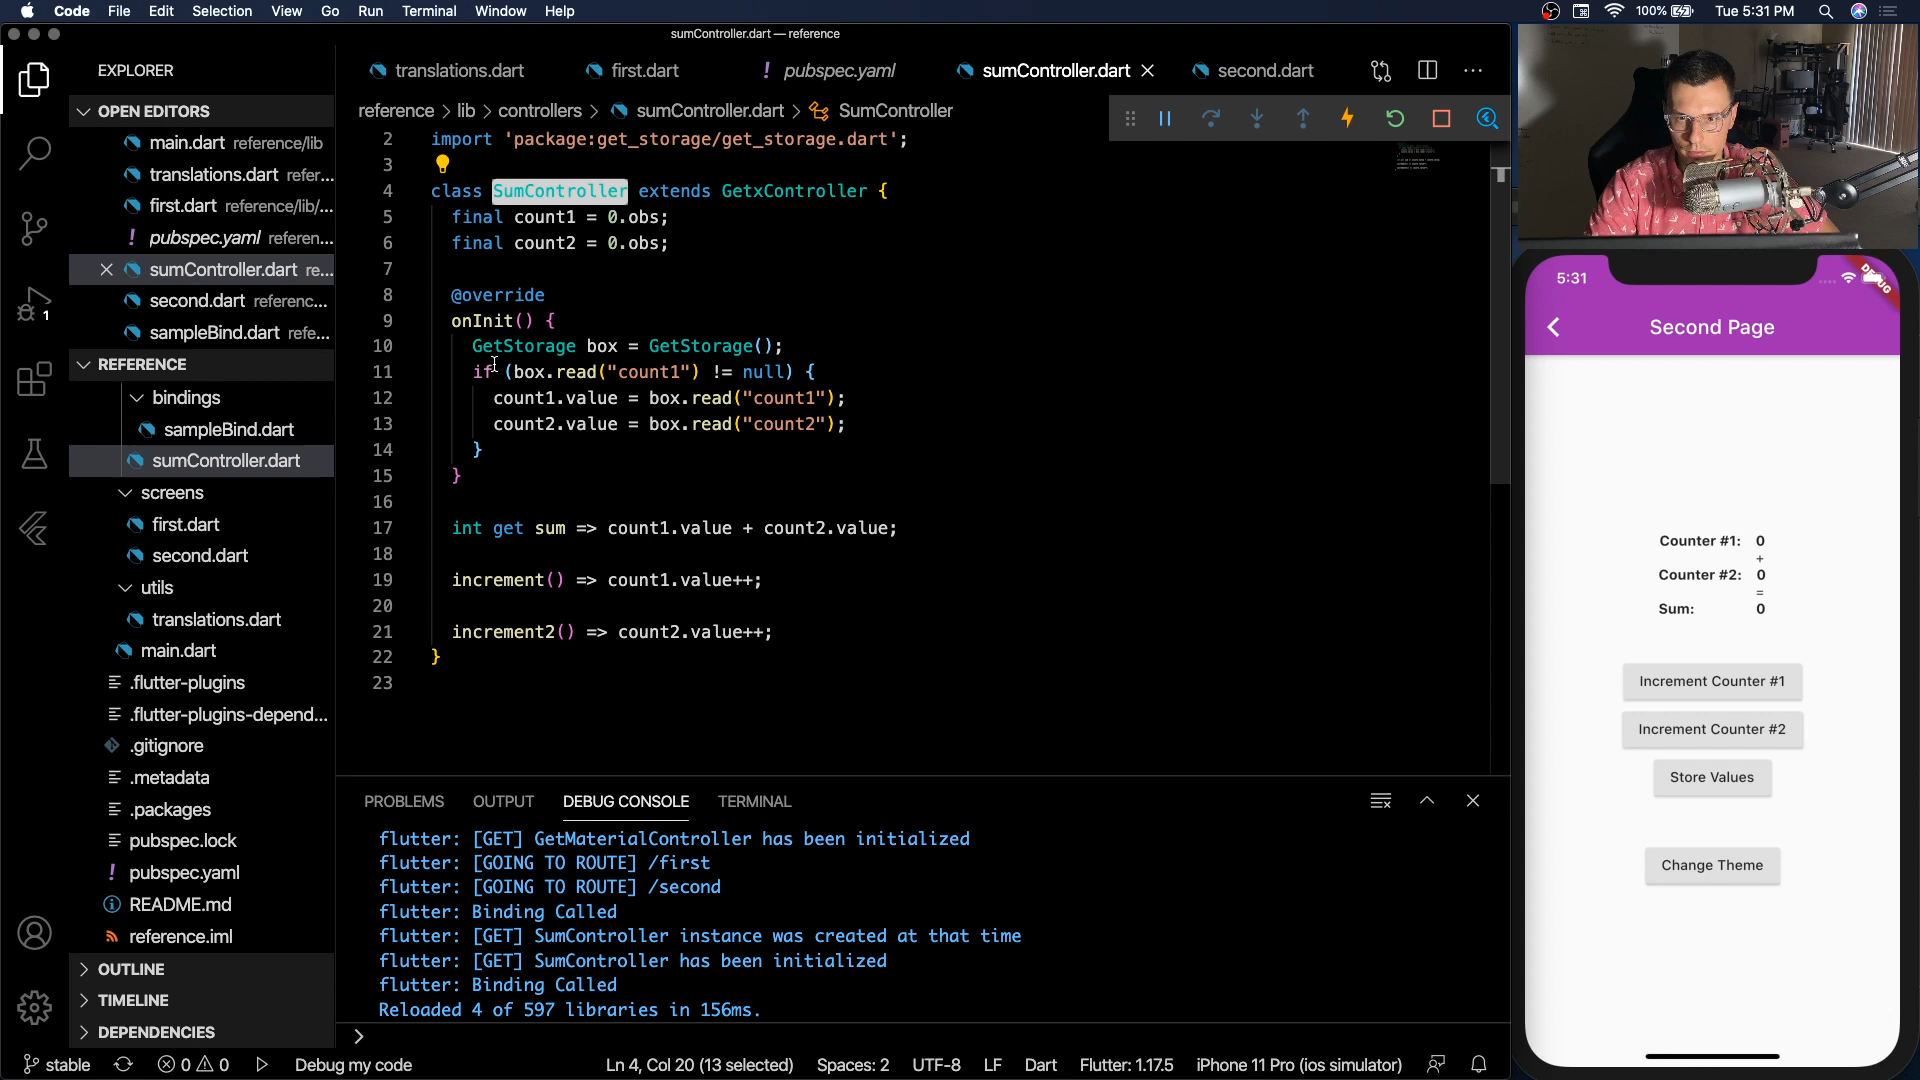 Code File Edit Selection View Go Run Terminal Window Help 100% Tue 5:31 PM
sumController.dart — reference
EXPLORER
translations.dart first.dart ! pubspec.yaml sumController.dart second.dart
OPEN EDITORS
main.dart reference/lib
translations.dart refer...
first.dart reference/lib/...
! pubspec.yaml referen...
sumController.dart re...
second.dart referenc...
sampleBind.dart refe...
REFERENCE
bindings
sampleBind.dart
sumController.dart
screens
first.dart
second.dart
utils
translations.dart
main.dart
.flutter-plugins
.flutter-plugins-depend...
.gitignore
.metadata
.packages
pubspec.lock
! pubspec.yaml
README.md
reference.iml
OUTLINE
TIMELINE
DEPENDENCIES
1
reference > lib > controllers > sumController.dart > SumController
2 import 'package:get_storage/get_storage.dart';
3
4 class SumController extends GetxController {
5 final count1 = 0.obs;
6 final count2 = 0.obs;
7
8 @override
9 onInit() {
10 GetStorage box = GetStorage();
11 if (box.read("count1") != null) {
12 count1.value = box.read("count1");
13 count2.value = box.read("count2");
14 }
15 }
16
17 int get sum => count1.value + count2.value;
18
19 increment() => count1.value++;
20
21 increment2() => count2.value++;
22 }
23
PROBLEMS OUTPUT DEBUG CONSOLE TERMINAL
flutter: [GET] GetMaterialController has been initialized
flutter: [GOING TO ROUTE] /first
flutter: [GOING TO ROUTE] /second
flutter: Binding Called
flutter: [GET] SumController instance was created at that time
flutter: [GET] SumController has been initialized
flutter: Binding Called
Reloaded 4 of 597 libraries in 156ms.
>
stable 0 0 Debug my code Ln 4, Col 20 (13 selected) Spaces: 2 UTF-8 LF Dart Flutter: 1.17.5 iPhone 11 Pro (ios simulator)
5:31
DEBUG
Second Page
Counter #1: 0
+
Counter #2: 0
=
Sum: 0
Increment Counter #1
Increment Counter #2
Store Values
Change Theme